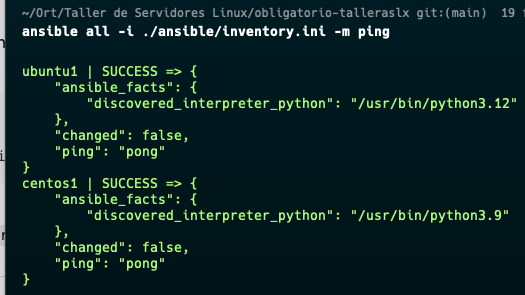 ~/Ort/Taller de Servidores Linux/obligatorio-talleraslx git:(main) 19
ansible all -i ./ansible/inventory.ini -m ping
ubuntu1 | SUCCESS => {
    "ansible_facts": {
        "discovered_interpreter_python": "/usr/bin/python3.12"
    },
    "changed": false,
    "ping": "pong"
}
centos1 | SUCCESS => {
    "ansible_facts": {
        "discovered_interpreter_python": "/usr/bin/python3.9"
    },
    "changed": false,
    "ping": "pong"
}